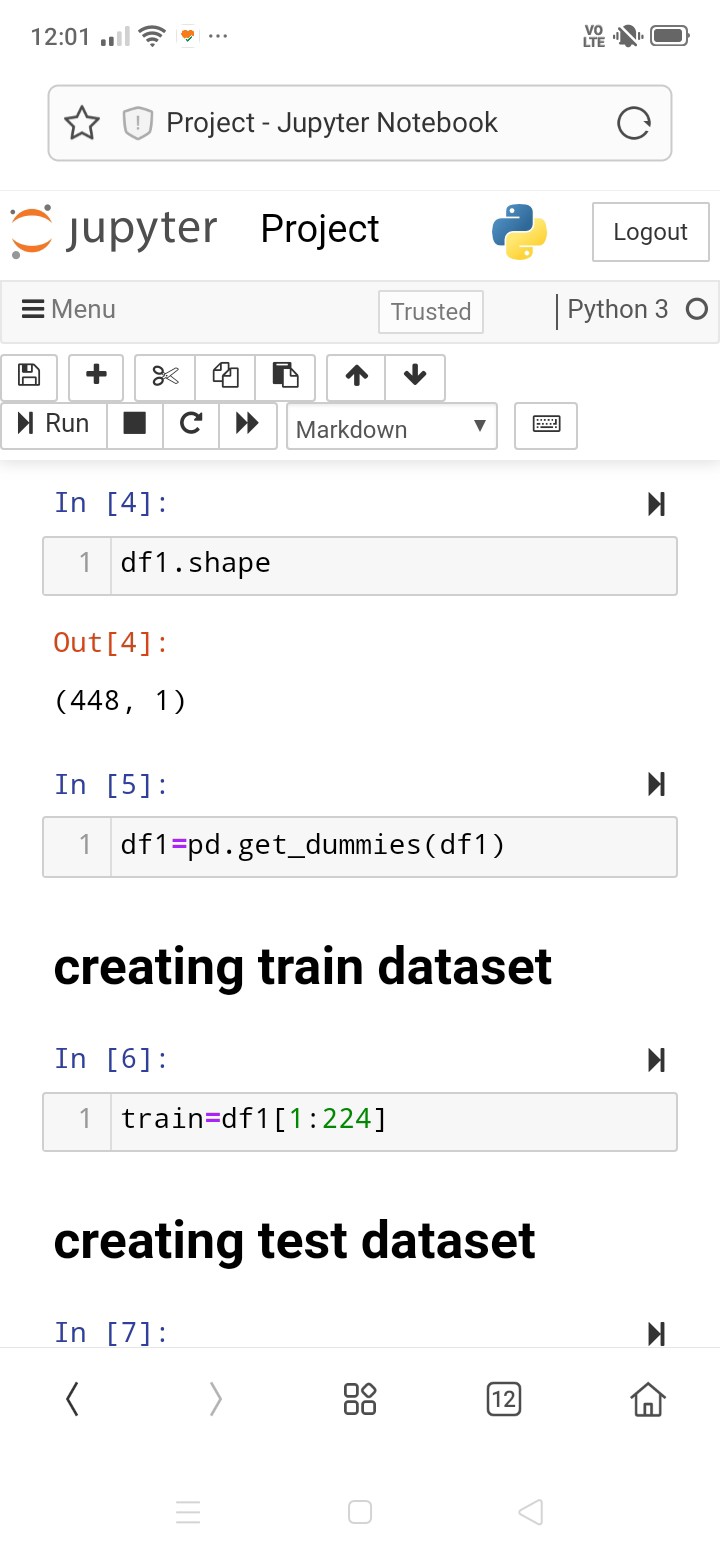 12:01 ... VO LTE
Project - Jupyter Notebook
jupyter Project Logout
Menu Trusted Python 3
Run Markdown
In [4]:
1 df1.shape
Out[4]:
(448, 1)
In [5]:
1 df1=pd.get_dummies(df1)
creating train dataset
In [6]:
1 train=df1[1:224]
creating test dataset
In [7]:
12